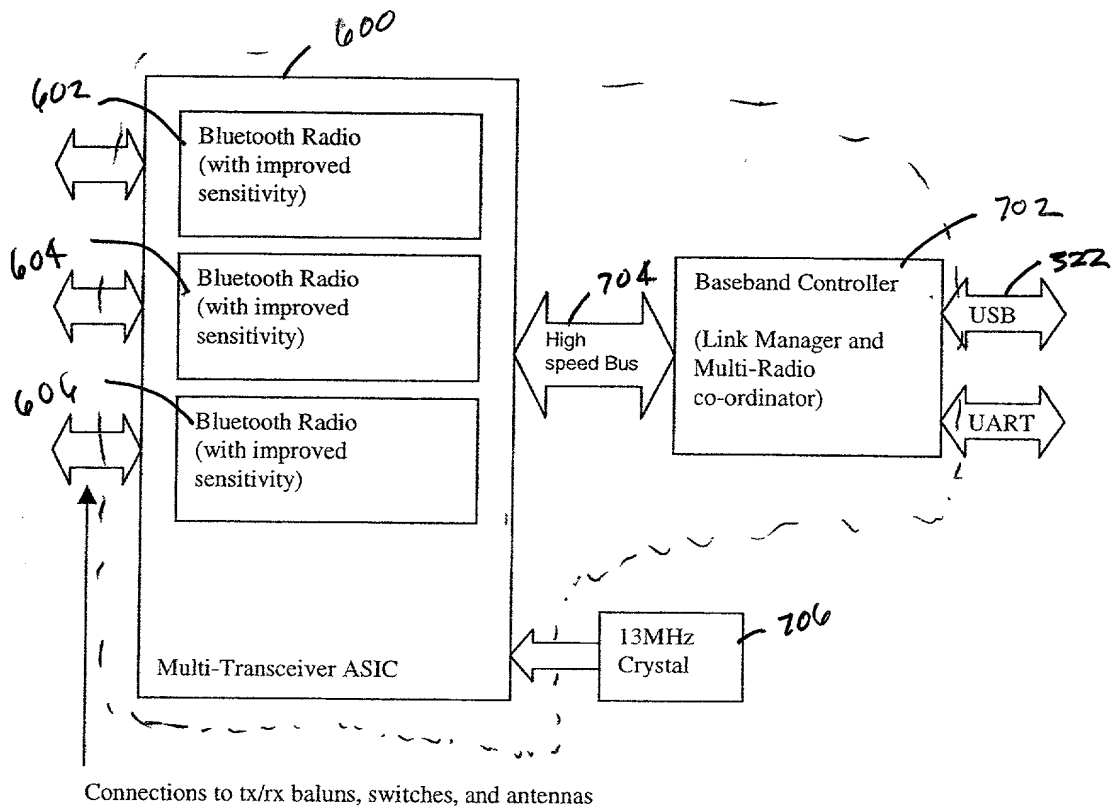 600
602
Bluetooth Radio
(with improved
sensitivity)
604
Bluetooth Radio
(with improved
sensitivity)
606
Bluetooth Radio
(with improved
sensitivity)
Multi-Transceiver ASIC
704
High
speed Bus
702
Baseband Controller
(Link Manager and
Multi-Radio
co-ordinator)
322
USB
UART
13MHz
Crystal
706
Connections to tx/rx baluns, switches, and antennas